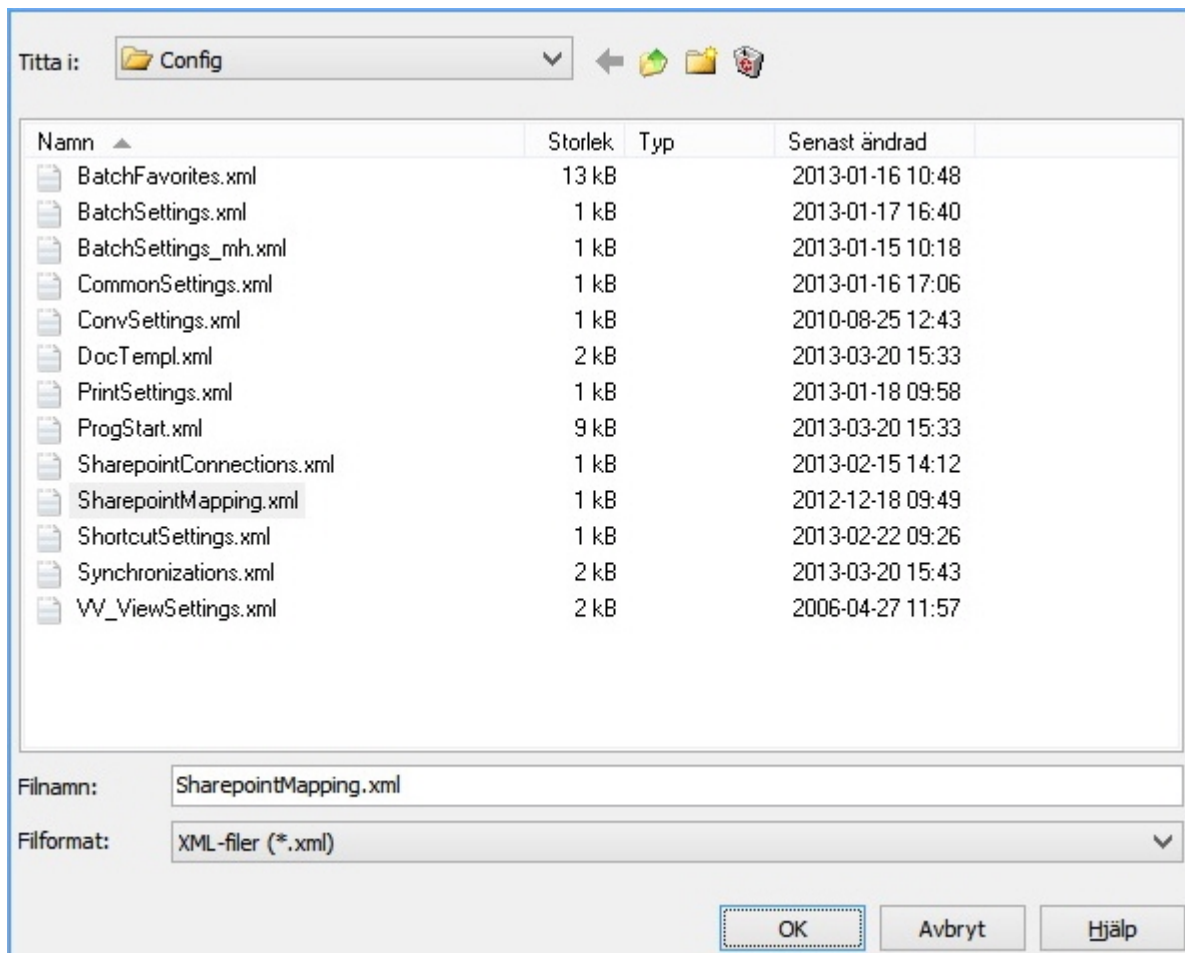 Titta i: Config
Namn Storlek Typ Senast ändrad
BatchFavorites.xml 13 kB 2013-01-16 10:48
BatchSettings.xml 1 kB 2013-01-17 16:40
BatchSettings_mh.xml 1 kB 2013-01-15 10:18
CommonSettings.xml 1 kB 2013-01-16 17:06
ConvSettings.xml 1 kB 2010-08-25 12:43
DocTempl.xml 2 kB 2013-03-20 15:33
PrintSettings.xml 1 kB 2013-01-18 09:58
ProgStart.xml 9 kB 2013-03-20 15:33
SharepointConnections.xml 1 kB 2013-02-15 14:12
SharepointMapping.xml 1 kB 2012-12-18 09:49
ShortcutSettings.xml 1 kB 2013-02-22 09:26
Synchronizations.xml 2 kB 2013-03-20 15:43
VV_ViewSettings.xml 2 kB 2006-04-27 11:57
Filnamn: SharepointMapping.xml
Filformat: XML-filer (*.xml)
OK Avbryt Hjälp